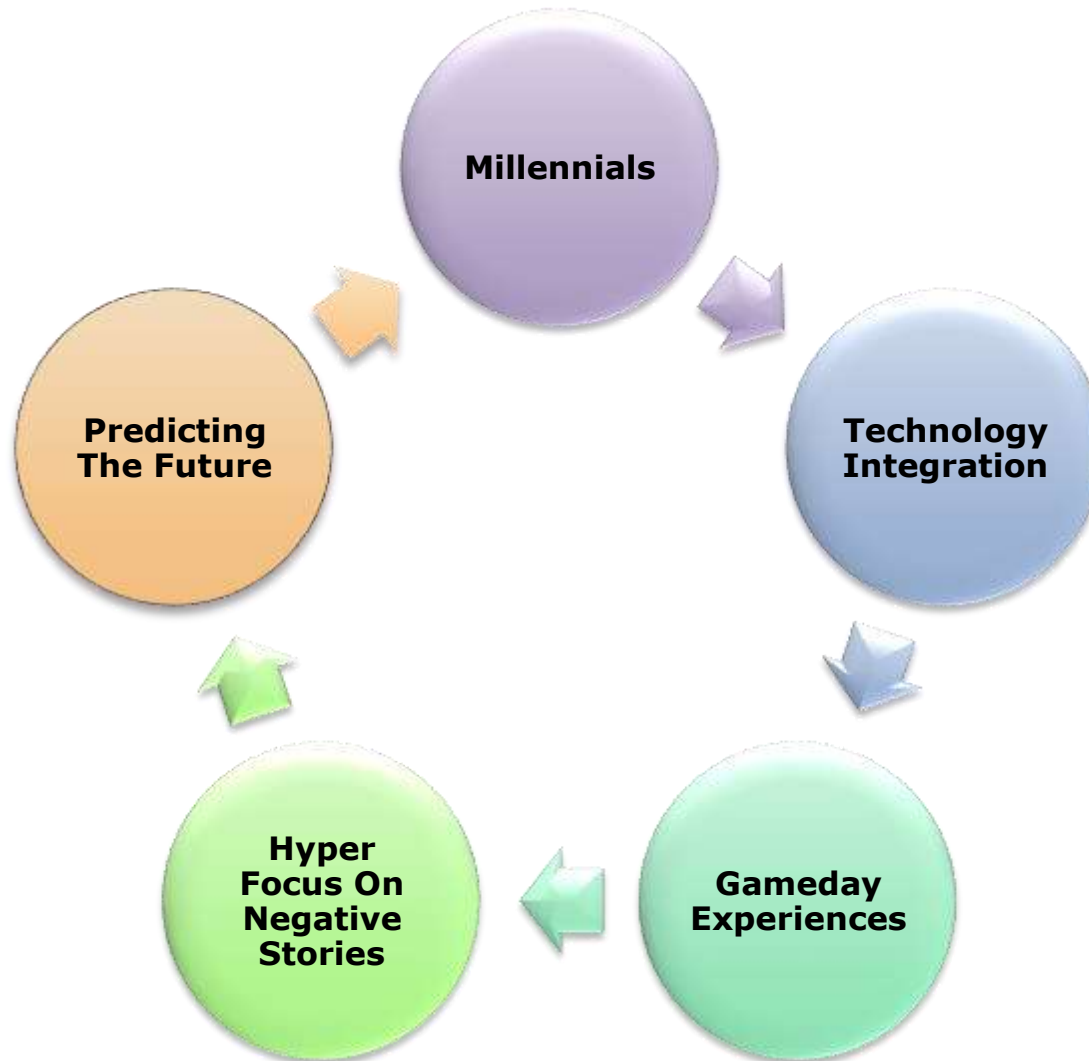 Millennials
Technology
Integration
Gameday
Experiences
Hyper
Focus On
Negative
Stories
Predicting
The Future